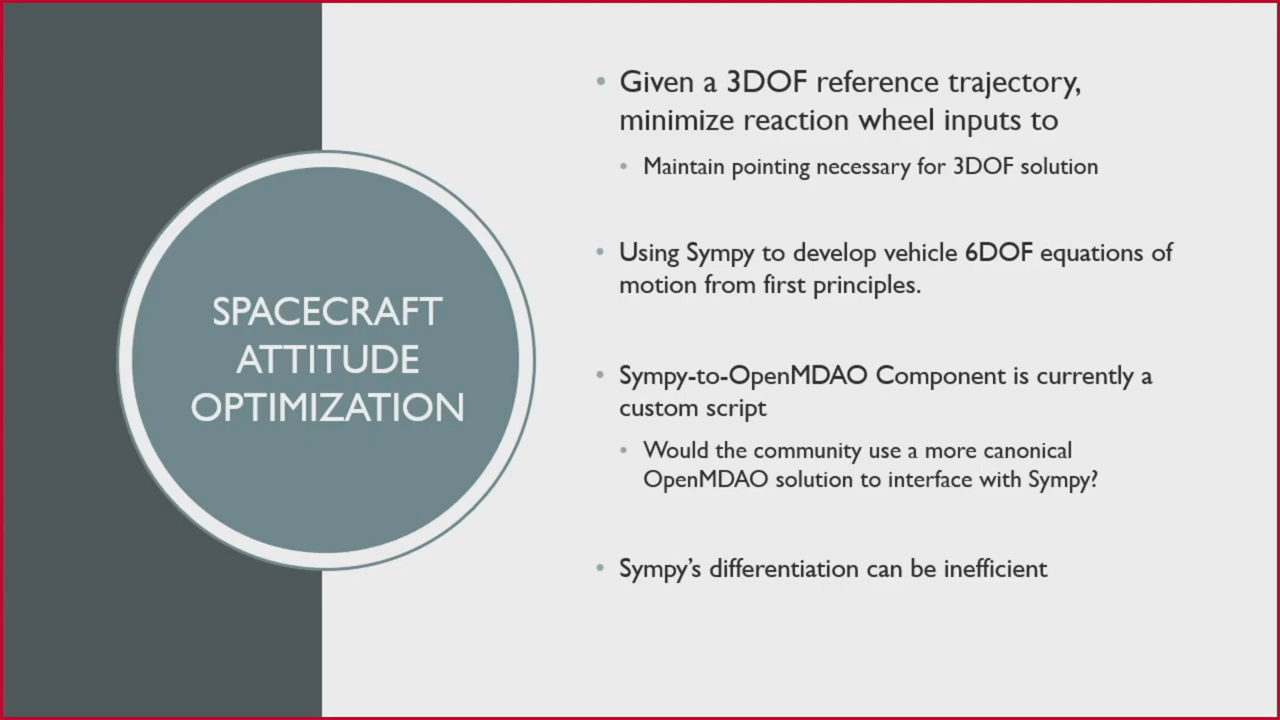 SPACECRAFT
ATTITUDE
OPTIMIZATION
• Given a 3DOF reference trajectory,
minimize reaction wheel inputs to
• Maintain pointing necessary for 3DOF solution
• Using Sympy to develop vehicle 6DOF equations of
motion from first principles.
• Sympy-to-OpenMDAO Component is currently a
custom script
• Would the community use a more canonical
OpenMDAO solution to interface with Sympy?
• Sympy’s differentiation can be inefficient